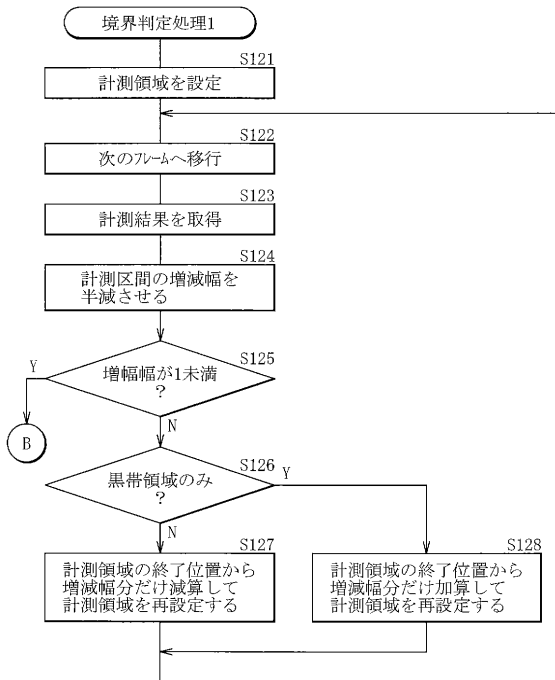 境界判定処理1
S121
計測領域を設定
S122
次のﾌﾚｰﾑへ移行
S123
計測結果を取得
S124
計測区間の増減幅を
半減させる
S125
増幅幅が1未満
?
Y
N
B
S126
黒帯領域のみ
?
Y
N
S127
計測領域の終了位置から
増減幅分だけ減算して
計測領域を再設定する
S128
計測領域の終了位置から
増減幅分だけ加算して
計測領域を再設定する